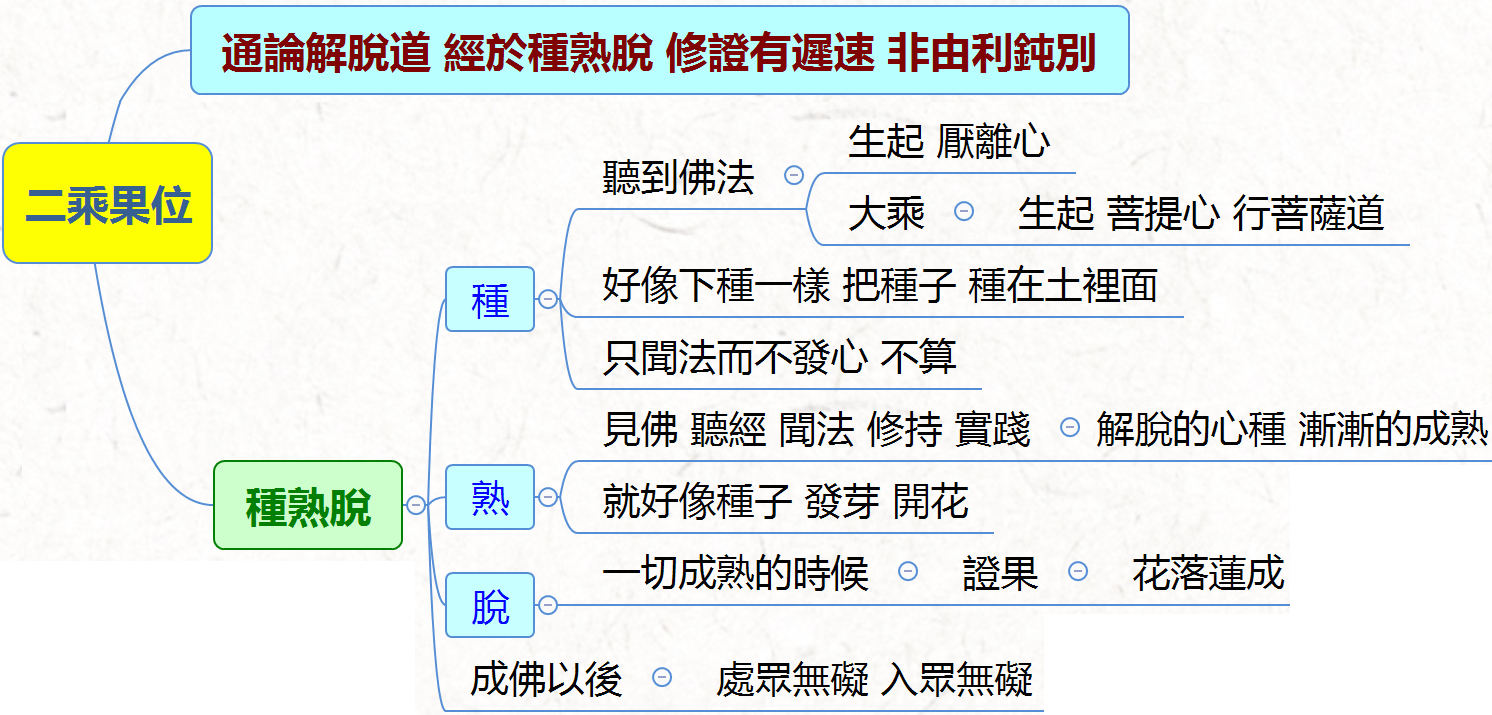 通論解脫道 經於種熟脫 修證有遲速 非由利鈍別
二乘果位
種熟脫
種
聽到佛法
生起 厭離心
大乘 生起 菩提心 行菩薩道
好像下種一樣 把種子 種在土裡面
只聞法而不發心 不算
熟
見佛 聽經 聞法 修持 實踐 解脫的心種 漸漸的成熟
就好像種子 發芽 開花
脫
一切成熟的時候 證果 花落蓮成
成佛以後 處眾無礙 入眾無礙